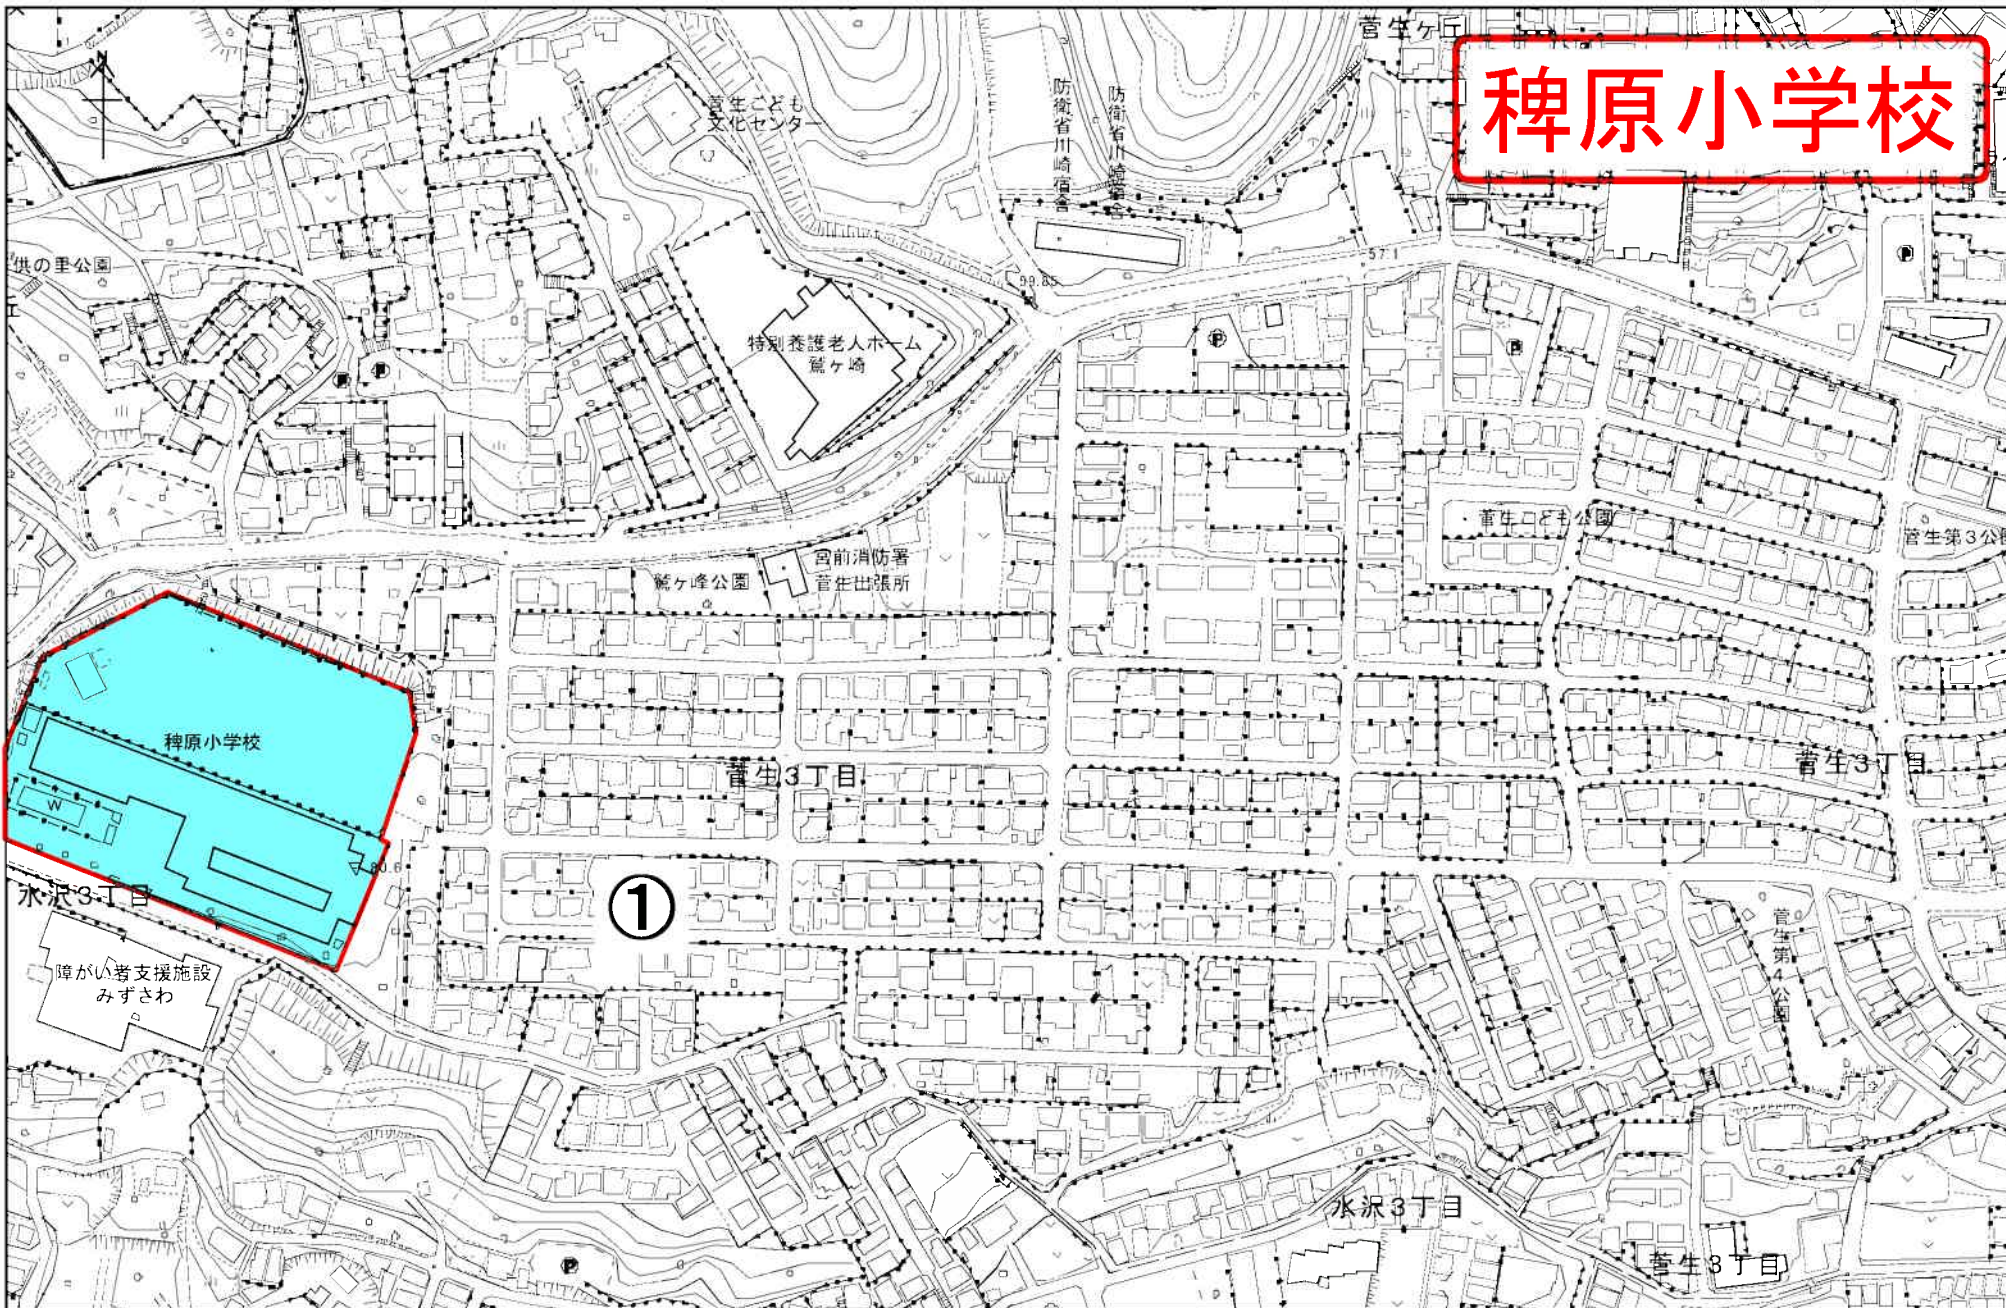 菅生ケ丘
稗原小学校
菅生こども
文化センター
防衛省川崎宿舎
防衛省川崎宿舎
供の里公園
99.85
57.1
P
P
特別養護老人ホーム
鷲ヶ崎
菅生こども公園
菅生第3公園
宮前消防署
菅生出張所
鷲ヶ峰公園
稗原小学校
菅生3丁目
菅生3丁目
W
80.6
水沢3丁目
①
障がい者支援施設
みずさわ
菅生第4公園
水沢3丁目
菅生3丁目
P